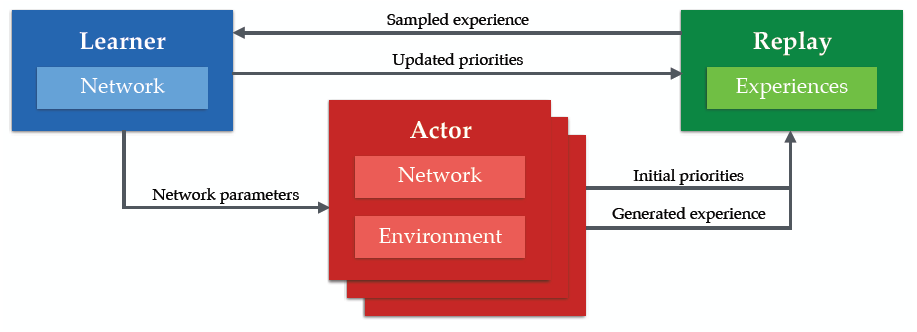 Sampled experience
Learner
Replay
Updated priorities
Network
Experiences
Actor
Network
Initial priorities
Network parameters
Generated experience
Environment